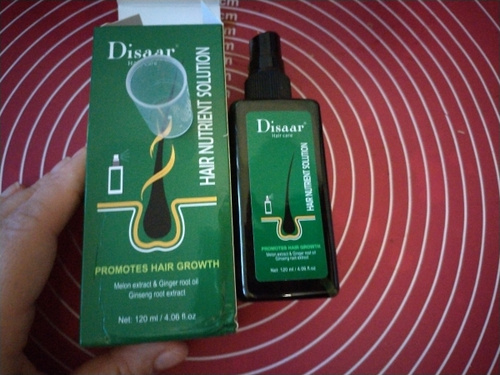 Disaar
HAIR NUTRIENT SOLUTION
PROMOTES HAIR GROWTH
Melon extract & Ginger root oil
Ginseng root extract
Net: 120 ml / 4.06 fl.oz
Disaar
Hair care
HAIR NUTRIENT SOLUTION
PROMOTES HAIR GROWTH
Melon extract & Ginger root oil
Ginseng root extract
Net: 120 ml / 4.06 fl.oz